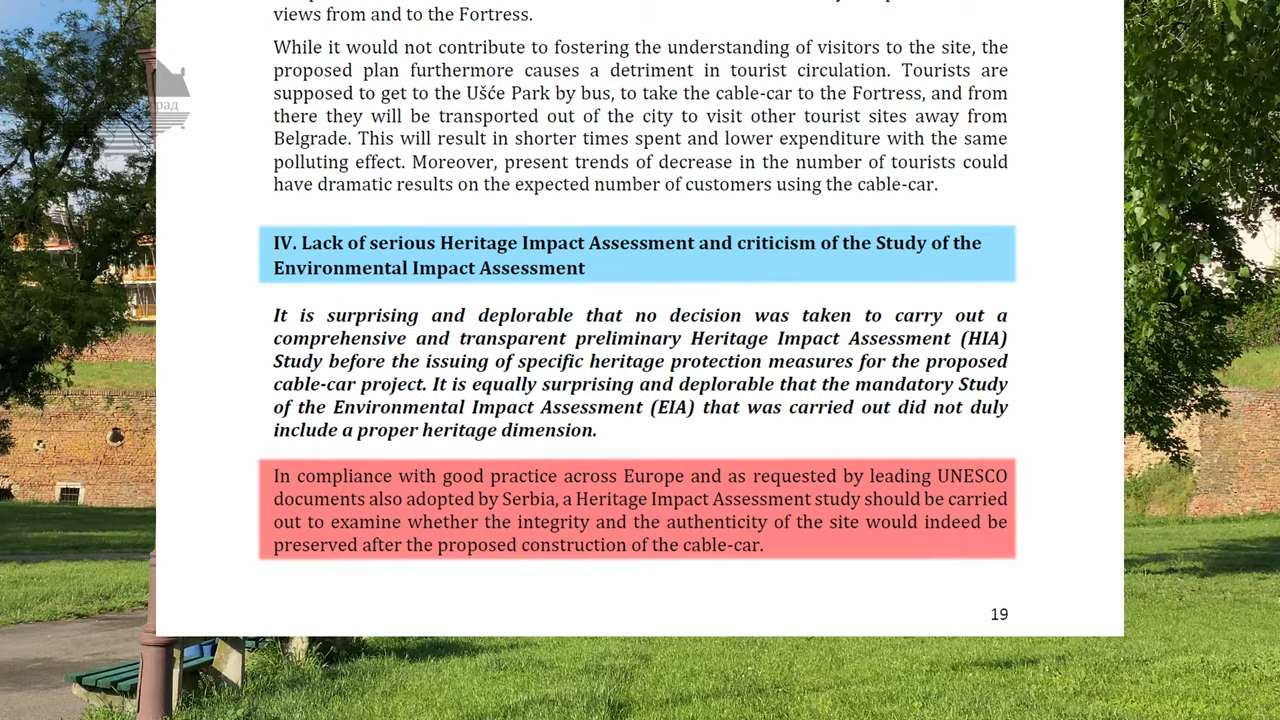 views from and to the Fortress.
While it would not contribute to fostering the understanding of visitors to the site, the
proposed plan furthermore causes a detriment in tourist circulation. Tourists are
supposed to get to the Ušće Park by bus, to take the cable-car to the Fortress, and from
there they will be transported out of the city to visit other tourist sites away from
Belgrade. This will result in shorter times spent and lower expenditure with the same
polluting effect. Moreover, present trends of decrease in the number of tourists could
have dramatic results on the expected number of customers using the cable-car.
IV. Lack of serious Heritage Impact Assessment and criticism of the Study of the
Environmental Impact Assessment
It is surprising and deplorable that no decision was taken to carry out a
comprehensive and transparent preliminary Heritage Impact Assessment (HIA)
Study before the issuing of specific heritage protection measures for the proposed
cable-car project. It is equally surprising and deplorable that the mandatory Study
of the Environmental Impact Assessment (EIA) that was carried out did not duly
include a proper heritage dimension.
In compliance with good practice across Europe and as requested by leading UNESCO
documents also adopted by Serbia, a Heritage Impact Assessment study should be carried
out to examine whether the integrity and the authenticity of the site would indeed be
preserved after the proposed construction of the cable-car.
19